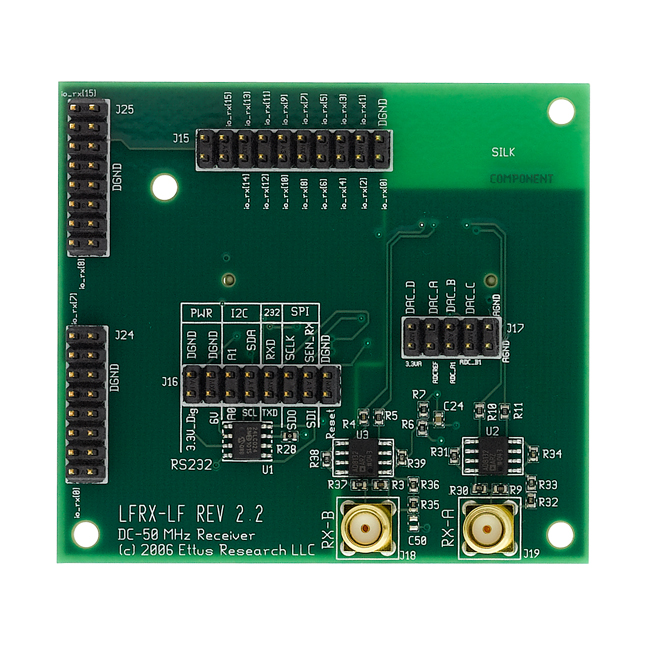 io_rx[15]
J25
DGND
io_rx[8]
J15
io_rx[15]
io_rx[13]
io_rx[11]
io_rx[9]
io_rx[7]
io_rx[5]
io_rx[3]
io_rx[1]
DGND
io_rx[14]
io_rx[12]
io_rx[10]
io_rx[8]
io_rx[6]
io_rx[4]
io_rx[2]
io_rx[0]
SILK
COMPONENT
io_rx[7]
J24
DGND
io_rx[0]
PWR I2C 232 SPI
DGND
DGND
A1
SDA
RXD
SCLK
SEN_RX
DGND
J16
3.3V_Dig
6V
A0
SCL
TXD
SDO
SDI
Reset
RS232
U1
R28
DAC_D
DAC_A
DAC_B
DAC_C
AGND
J17
3.3VA
AGND
R7
C24
R6
R10
R11
R4
R5
U3
U2
R38
R39
R31
R34
R37
R3
R36
R35
R30
R9
R33
R32
C50
RX-B
J18
RX-A
J19
LFRX-LF REV 2.2
DC-50 MHz Receiver
(c) 2006 Ettus Research LLC